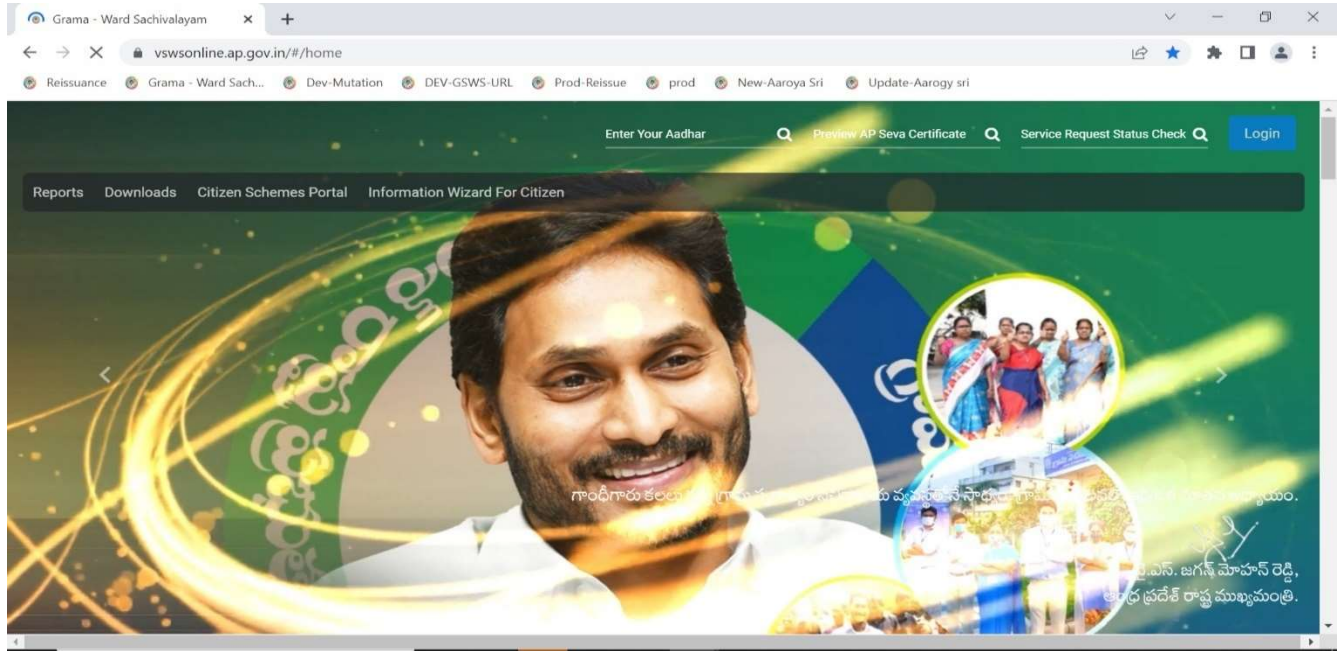 Grama - Ward Sachivalayam
vswsonline.ap.gov.in/#/home
Reissuance Grama - Ward Sach... Dev-Mutation DEV-GSWS-URL Prod-Reissue prod New-Aaroya Sri Update-Aarogy sri
Enter Your Aadhar Preview AP Seva Certificate Service Request Status Check Login
Reports Downloads Citizen Schemes Portal Information Wizard For Citizen
గాంధీగారు కలలు
వై.ఎస్. జగన్ మోహన్ రెడ్డి,
ఆంధ్ర ప్రదేశ్ రాష్ట్ర ముఖ్యమంత్రి.